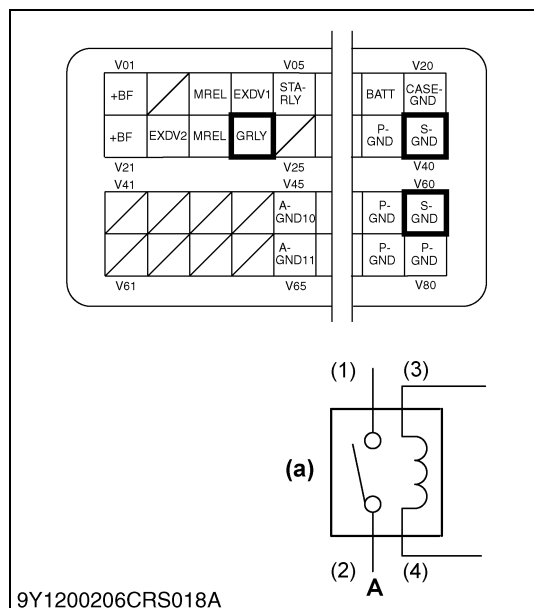 V01 V05 V20
+BF MREL EXDV1 STA- BATT CASE-
RLY GND
+BF EXDV2 MREL GRLY P- S-
GND GND
V21 V25 V40
V41 V45 V60
A- P- S-
GND10 GND GND
A- P- P-
GND11 GND GND
V61 V65 V80
(1) (3)
(a)
(2) A (4)
9Y1200206CRS018A